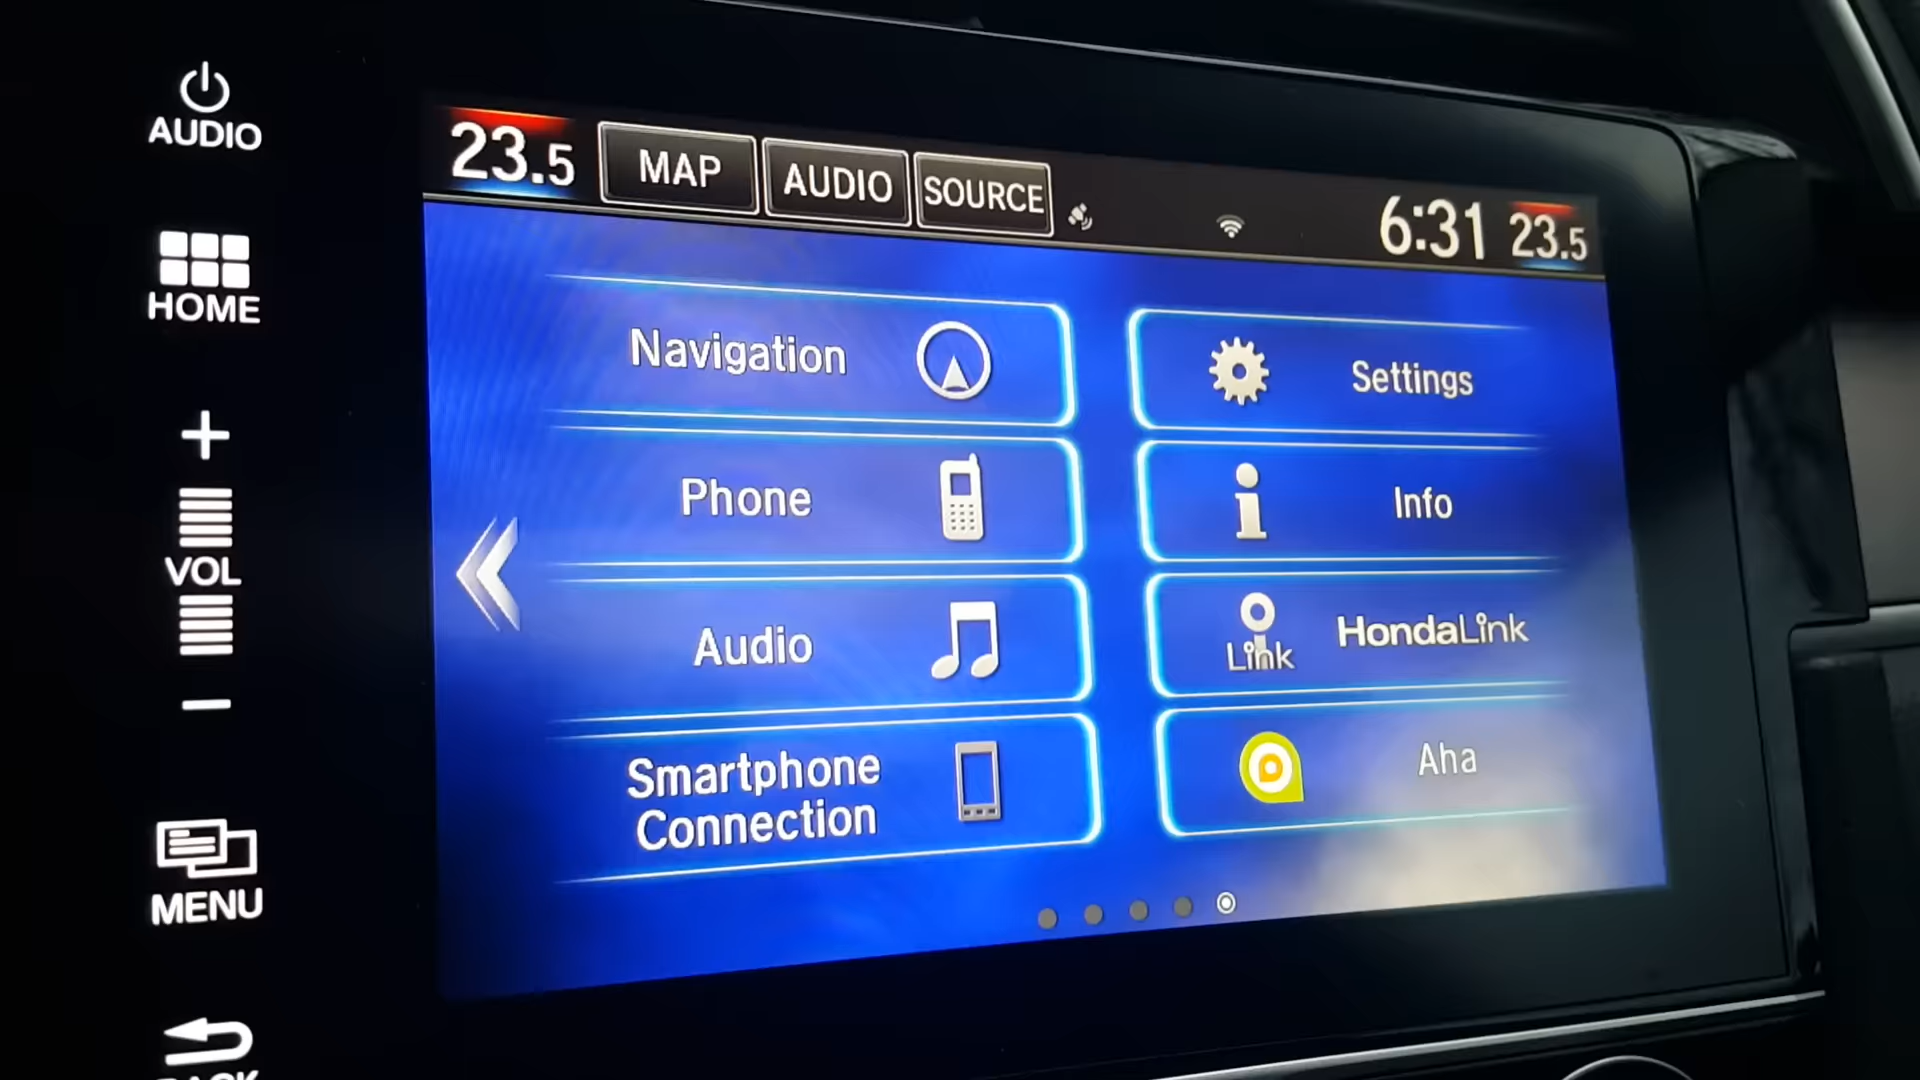 AUDIO
HOME
VOL
MENU
BACK
23.5
MAP
AUDIO
SOURCE
6:31
23.5
Navigation
Phone
Audio
Smartphone
Connection
Settings
Info
Link
HondaLink
Aha